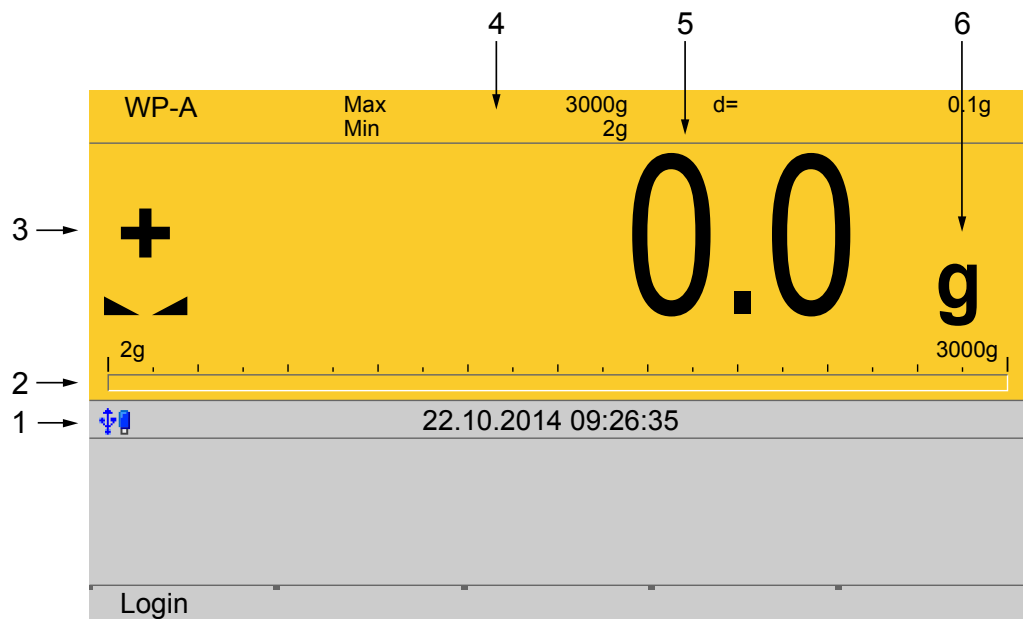 4 5 6
WP-A Max 3000g d= 0.1g
Min 2g
3 + 0.0 g
2g 3000g
2
1 22.10.2014 09:26:35
Login